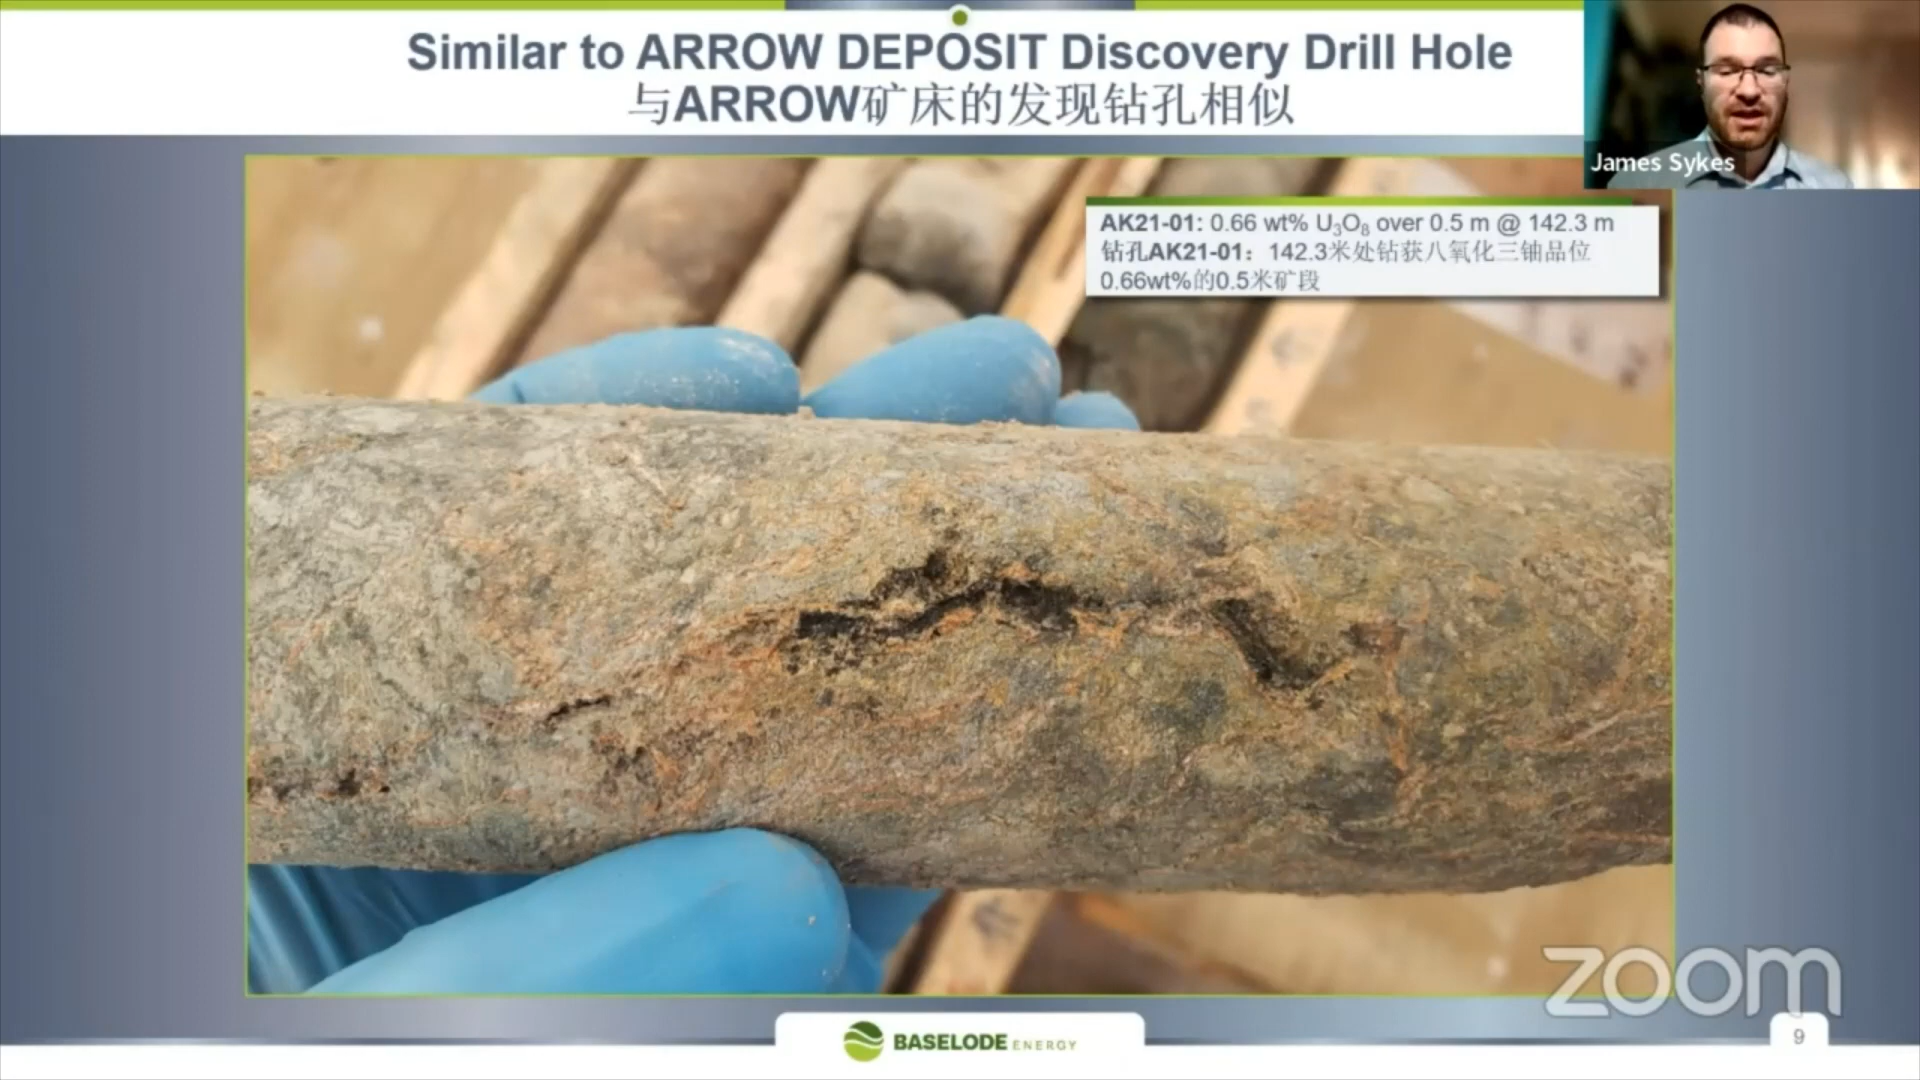 Similar to ARROW DEPOSIT Discovery Drill Hole
与ARROW矿床的发现钻孔相似
James Sykes
AK21-01: 0.66 wt% U₃O₈ over 0.5 m @ 142.3 m
钻孔AK21-01：142.3米处钻获八氧化三铀品位
0.66wt%的0.5米矿段
zoom
BASELODE ENERGY
9